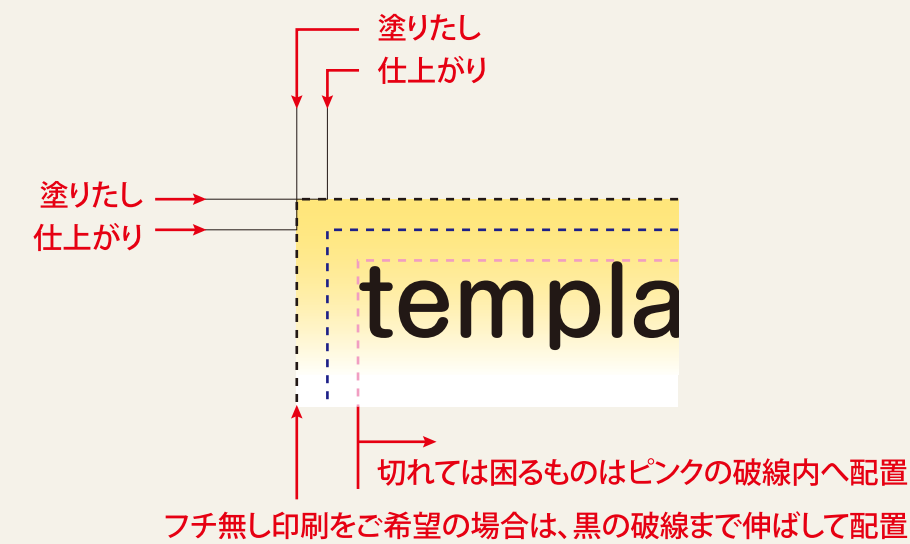 塗りたし
仕上がり
塗りたし
仕上がり
templa
切れては困るものはピンクの破線内へ配置
フチ無し印刷をご希望の場合は、黒の破線まで伸ばして配置